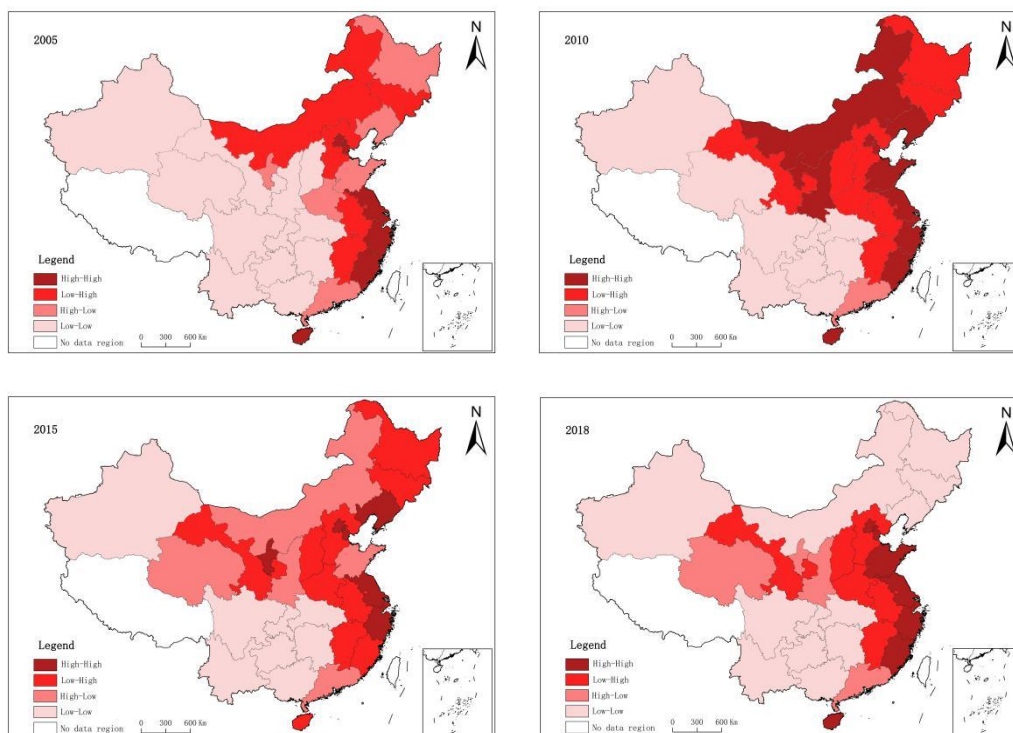 2005
N
Legend
High-High
Low-High
High-Low
Low-Low
No data region
0 300 600 Km
2010
N
Legend
High-High
Low-High
High-Low
Low-Low
No data region
0 300 600 Km
2015
N
Legend
High-High
Low-High
High-Low
Low-Low
No data region
0 300 600 Km
2018
N
Legend
High-High
Low-High
High-Low
Low-Low
No data region
0 300 600 Km